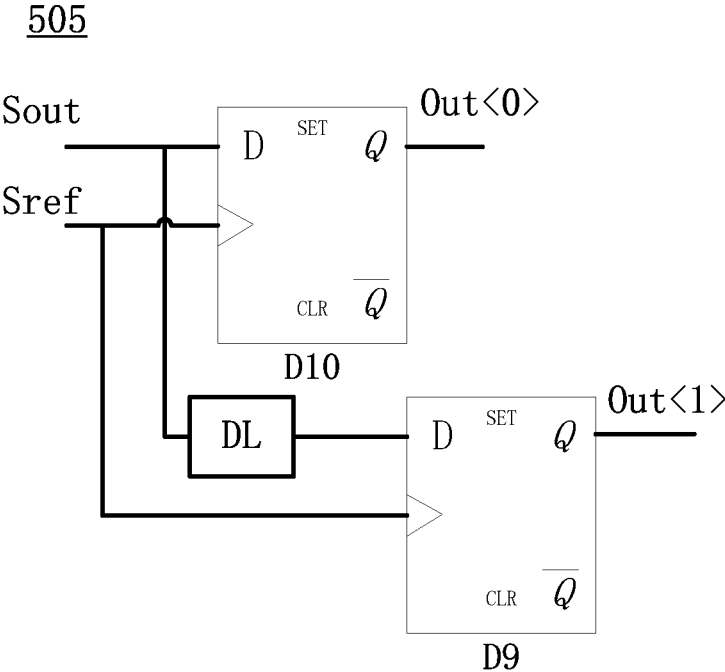 505
Sout
Out<0>
SET
D
Q
Sref
CLR
Q
D10
Out<1>
SET
DL
D
Q
CLR
Q
D9